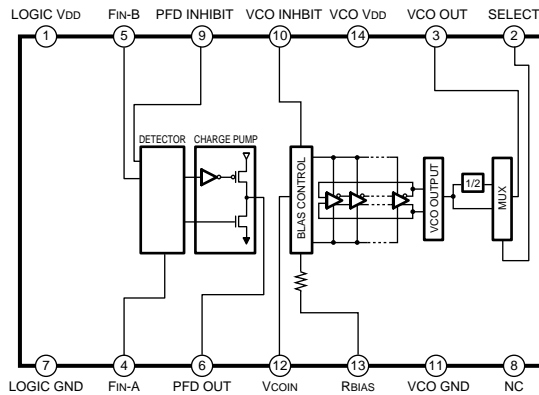 LOGIC VDD FIN-B PFD INHIBIT VCO INHBIT VCO VDD VCO OUT SELECT
1 5 9 10 14 3 2
DETECTOR CHARGE PUMP
BLAS CONTROL
VCO OUTPUT
1/2
MUX
7 4 6 12 13 11 8
LOGIC GND FIN-A PFD OUT VCOIN RBIAS VCO GND NC